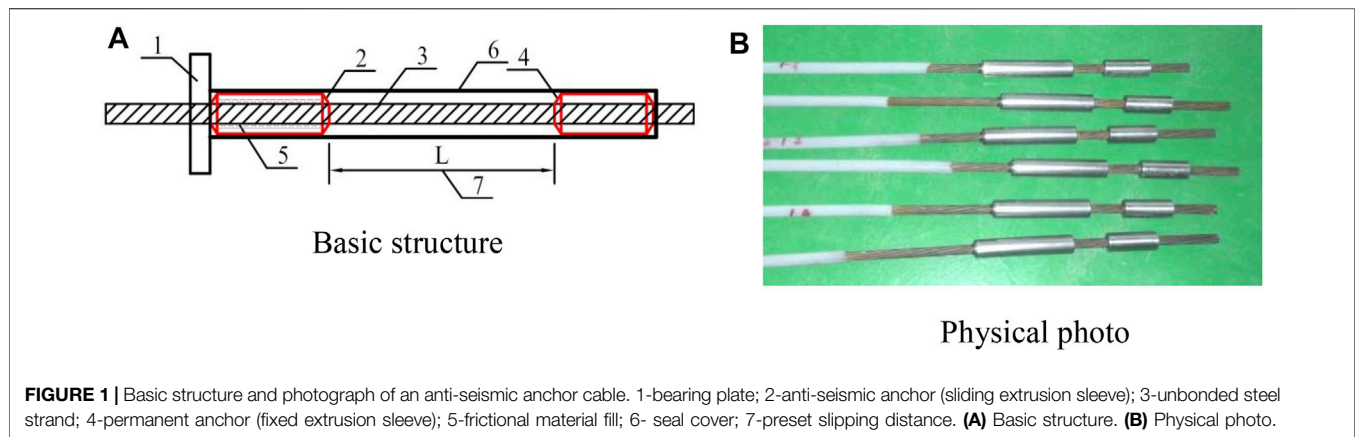 A
1
2
3
6
4
5
L
7
Basic structure
B
Physical photo
FIGURE 1 | Basic structure and photograph of an anti-seismic anchor cable. 1-bearing plate; 2-anti-seismic anchor (sliding extrusion sleeve); 3-unbonded steel
strand; 4-permanent anchor (fixed extrusion sleeve); 5-frictional material fill; 6- seal cover; 7-preset slipping distance. (A) Basic structure. (B) Physical photo.